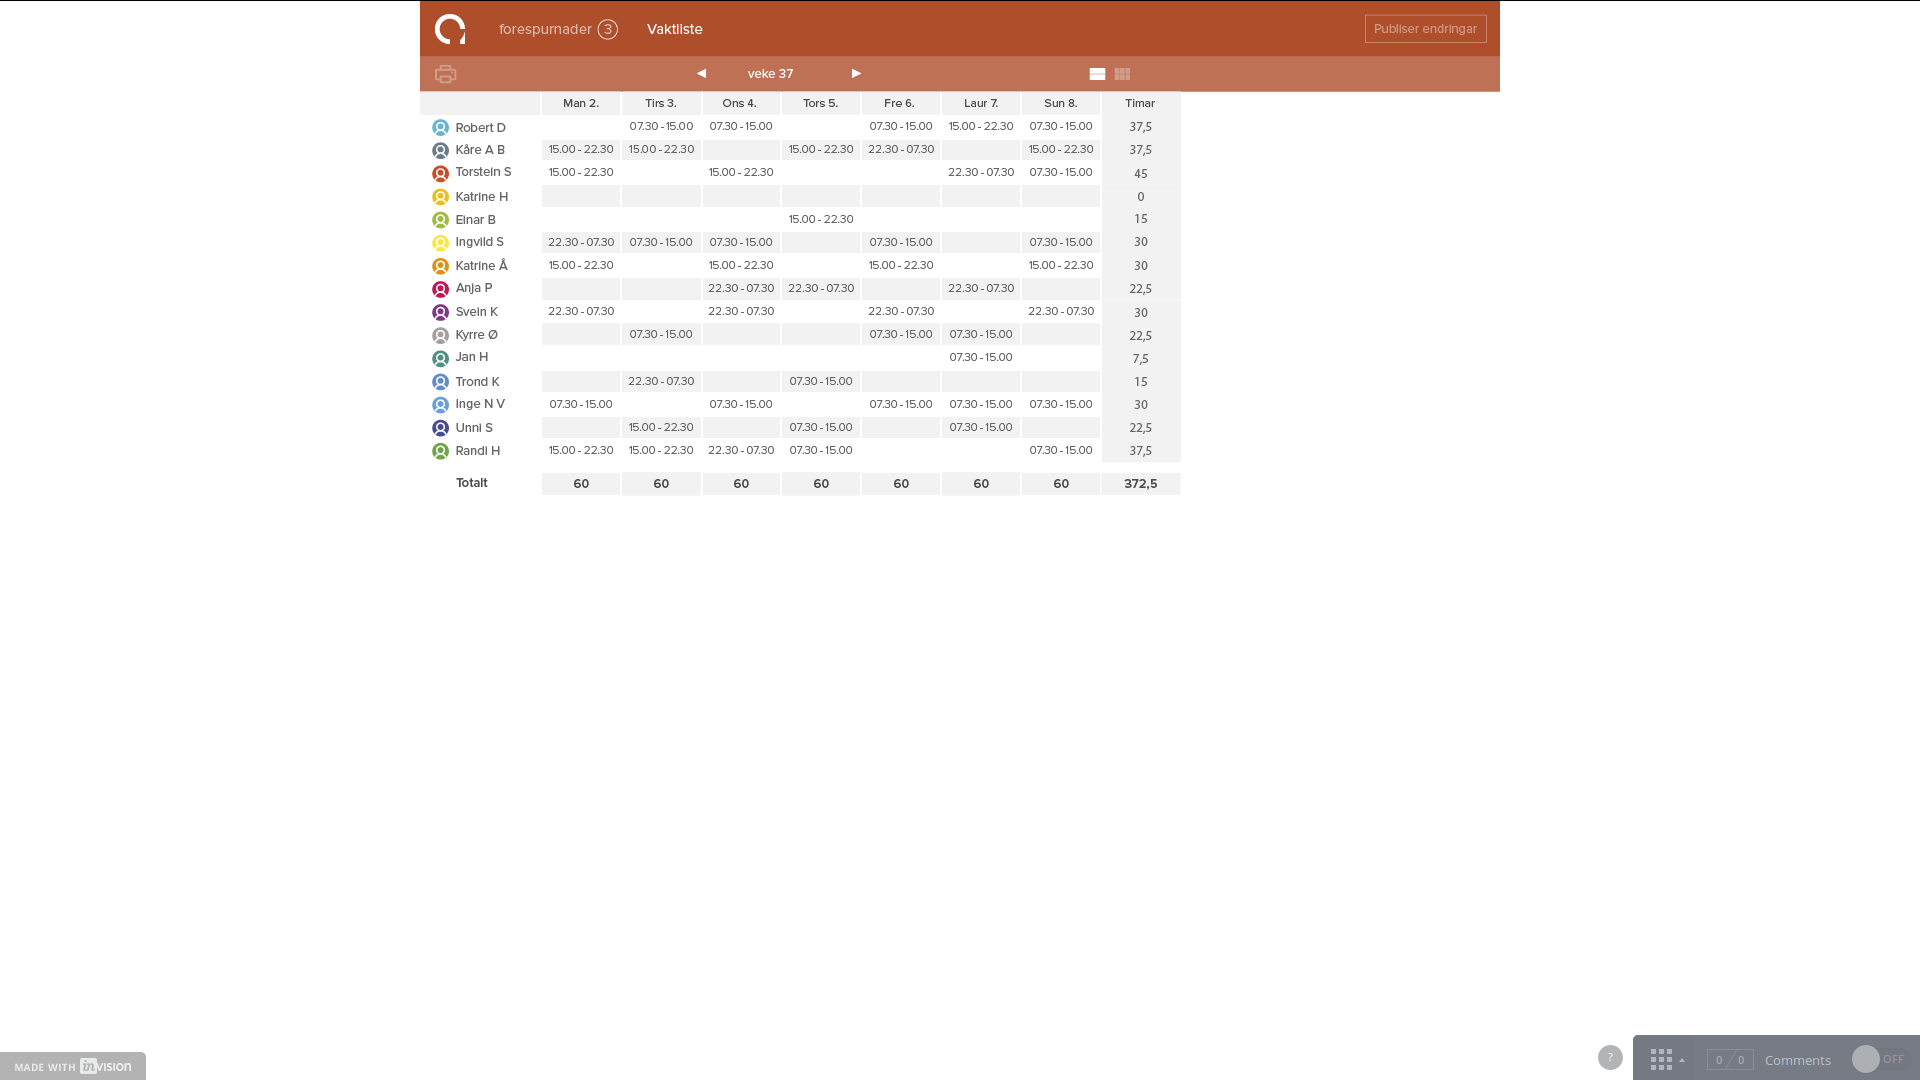 forespurnader 3 Vaktliste Publiser endringar
veke 37
Man 2. Tirs 3. Ons 4. Tors 5. Fre 6. Laur 7. Sun 8. Timar
Robert D 07.30 - 15.00 07.30 - 15.00 07.30 - 15.00 15.00 - 22.30 07.30 - 15.00 37,5
Kåre A B 15.00 - 22.30 15.00 - 22.30 15.00 - 22.30 22.30 - 07.30 15.00 - 22.30 37,5
Torstein S 15.00 - 22.30 15.00 - 22.30 22.30 - 07.30 07.30 - 15.00 45
Katrine H 0
Einar B 15.00 - 22.30 15
Ingvild S 22.30 - 07.30 07.30 - 15.00 07.30 - 15.00 07.30 - 15.00 07.30 - 15.00 30
Katrine Å 15.00 - 22.30 15.00 - 22.30 15.00 - 22.30 15.00 - 22.30 30
Anja P 22.30 - 07.30 22.30 - 07.30 22.30 - 07.30 22,5
Svein K 22.30 - 07.30 22.30 - 07.30 22.30 - 07.30 22.30 - 07.30 30
Kyrre Ø 07.30 - 15.00 07.30 - 15.00 07.30 - 15.00 22,5
Jan H 07.30 - 15.00 7,5
Trond K 22.30 - 07.30 07.30 - 15.00 15
Inge N V 07.30 - 15.00 07.30 - 15.00 07.30 - 15.00 07.30 - 15.00 07.30 - 15.00 30
Unni S 15.00 - 22.30 07.30 - 15.00 07.30 - 15.00 22,5
Randi H 15.00 - 22.30 15.00 - 22.30 22.30 - 07.30 07.30 - 15.00 07.30 - 15.00 37,5
Totalt 60 60 60 60 60 60 60 372,5
MADE WITH invision ? 0 / 0 Comments OFF